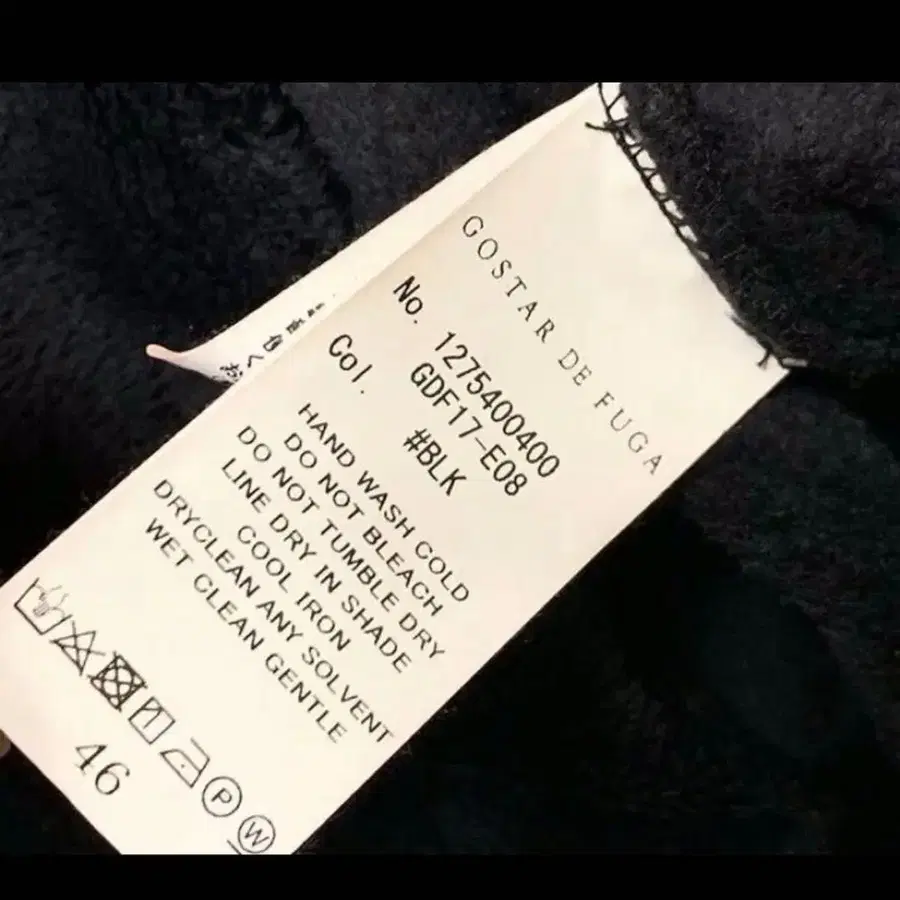 GOSTAR DE FUGA
No. 1275400400
GDF17-E08
Col. #BLK
HAND WASH COLD
DO NOT BLEACH
DO NOT TUMBLE DRY
LINE DRY IN SHADE
COOL IRON
DRYCLEAN ANY SOLVENT
WET CLEAN GENTLE
P
W
46